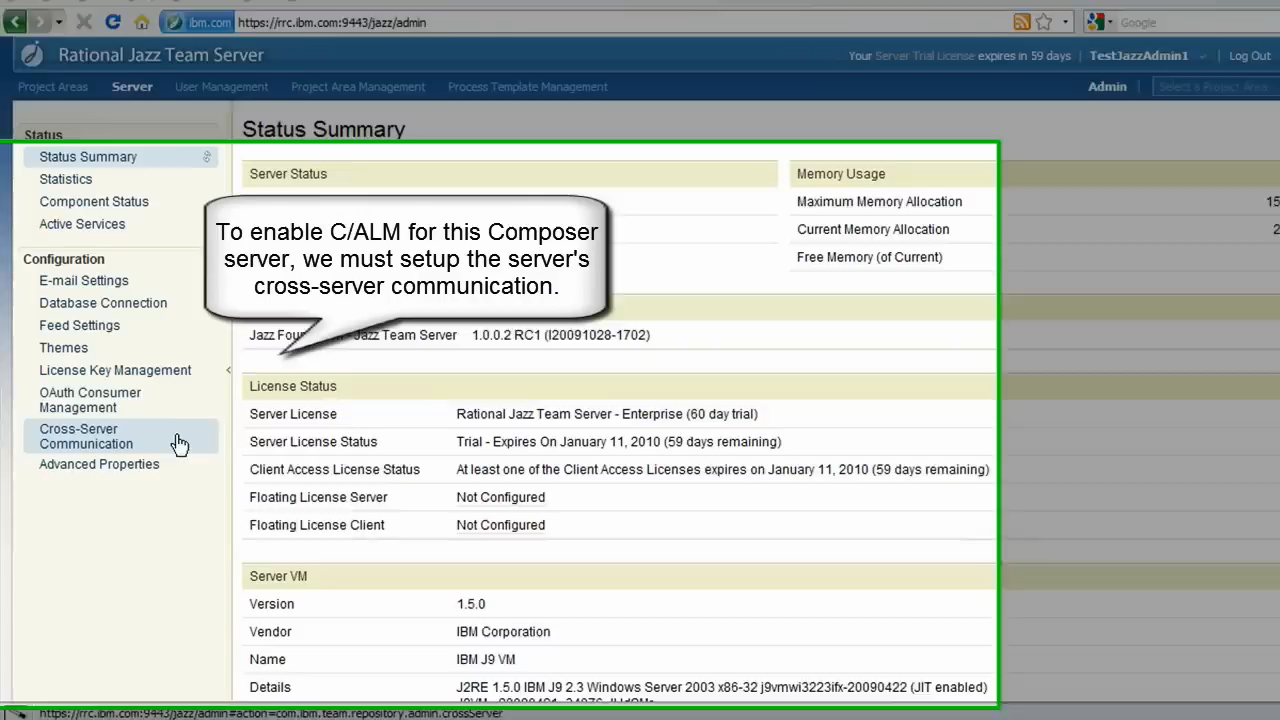 ibm.com https://rrc.ibm.com:9443/jazz/admin Google
Rational Jazz Team Server Your Server Trial License expires in 59 days TestJazzAdmin1 Log Out
Project Areas Server User Management Project Area Management Process Template Management Admin Select a Project Area
Status Status Summary
Status Summary
Statistics
Component Status
Active Services
Configuration
E-mail Settings
Database Connection
Feed Settings
Themes
License Key Management
OAuth Consumer
Management
Cross-Server
Communication
Advanced Properties
Server Status Memory Usage
Maximum Memory Allocation 15
Current Memory Allocation 2
Free Memory (of Current)
To enable C/ALM for this Composer
server, we must setup the server's
cross-server communication.
Jazz Jazz Team Server 1.0.0.2 RC1 (I20091028-1702)
License Status
Server License Rational Jazz Team Server - Enterprise (60 day trial)
Server License Status Trial - Expires On January 11, 2010 (59 days remaining)
Client Access License Status At least one of the Client Access Licenses expires on January 11, 2010 (59 days remaining)
Floating License Server Not Configured
Floating License Client Not Configured
Server VM
Version 1.5.0
Vendor IBM Corporation
Name IBM J9 VM
Details J2RE 1.5.0 IBM J9 2.3 Windows Server 2003 x86-32 j9vmwi3223ifx-20090422 (JIT enabled)
https://rrc.ibm.com:9443/jazz/admin#action=com.ibm.team.repository.admin.crossServer